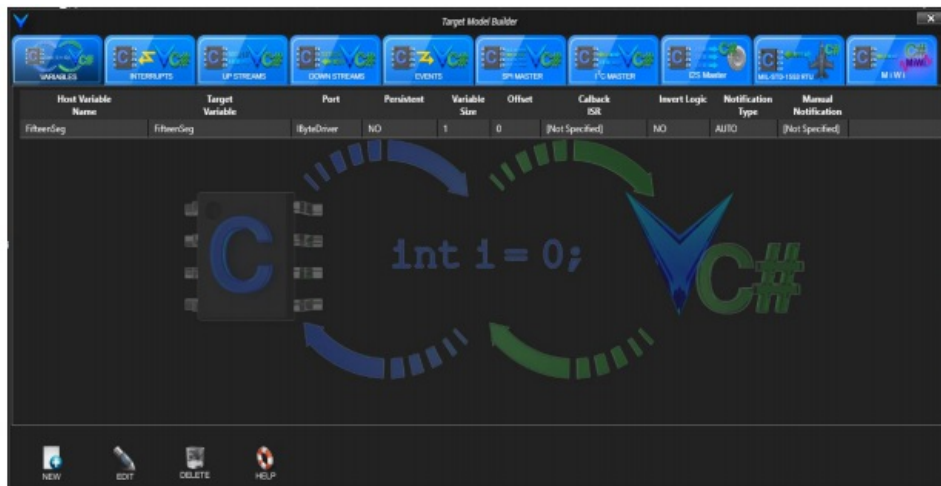 Target Model Builder
VARIABLES INTERRUPTS UP STREAMS DOWN STREAMS EVENTS SPI MASTER I²C MASTER I2S Master MIL-STD-1553 RTU MiWi
Host Variable Name Target Variable Port Persistent Variable Size Offset Calback ISR Invert Logic Notification Type Manual Notification
FifteenSeg FifteenSeg IByteDriver NO 1 0 [Not Specified] NO AUTO [Not Specified]
C int i = 0; C#
NEW EDIT DELETE HELP